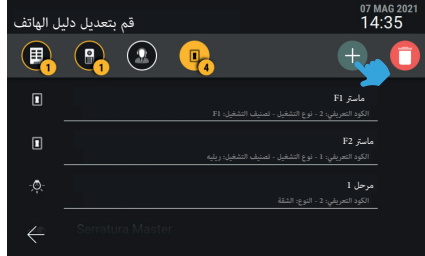 07 MAG 2021
14:35
قم بتعديل دليل الهاتف
1
1
4
ماستر F1
الكود التعريفي: 2 - نوع التشغيل - تصنيف التشغيل: F1
ماستر F2
الكود التعريفي: 1 - نوع التشغيل - تصنيف التشغيل: ريليه
مرحل 1
الكود التعريفي: 2 - النوع: الشقة
Serratura Master